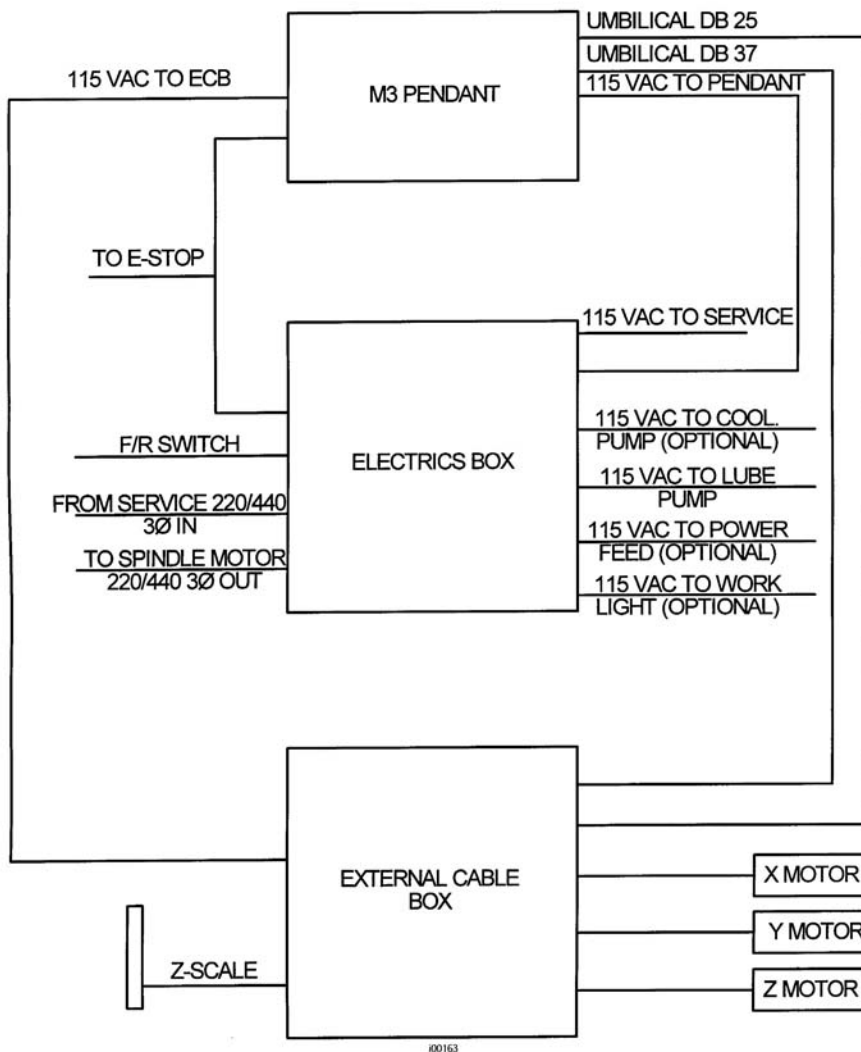 UMBILICAL DB 25
UMBILICAL DB 37
115 VAC TO ECB
115 VAC TO PENDANT
M3 PENDANT
TO E-STOP
115 VAC TO SERVICE
115 VAC TO COOL.
PUMP (OPTIONAL)
F/R SWITCH
ELECTRICS BOX
115 VAC TO LUBE
PUMP
FROM SERVICE 220/440
3Ø IN
115 VAC TO POWER
FEED (OPTIONAL)
TO SPINDLE MOTOR
220/440 3Ø OUT
115 VAC TO WORK
LIGHT (OPTIONAL)
EXTERNAL CABLE
BOX
X MOTOR
Y MOTOR
Z-SCALE
Z MOTOR
i00163